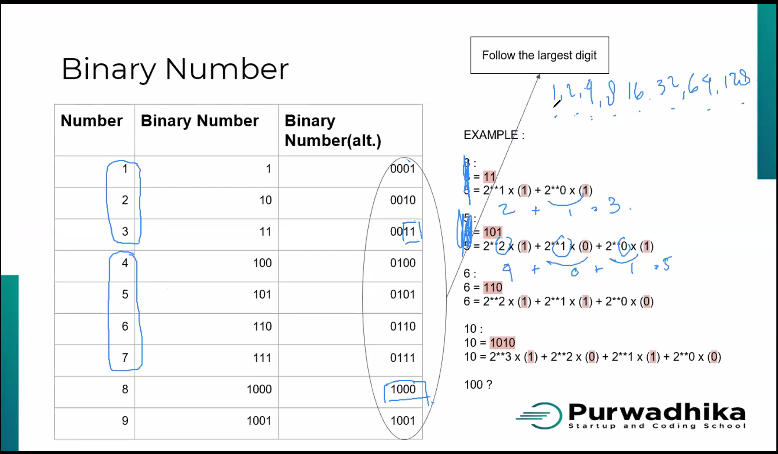 Binary Number
Follow the largest digit
1, 2, 4, 8 16. 32, 64, 128
Number Binary Number Binary Number(alt.)
1 1 0001
2 10 0010
3 11 0011
4 100 0100
5 101 0101
6 110 0110
7 111 0111
8 1000 1000
9 1001 1001
EXAMPLE :
3 :
= 11
= 2**1 x (1) + 2**0 x (1)
2 + 1 = 3.
5 :
= 101
5 = 2**2 x (1) + 2**1 x (0) + 2**0 x (1)
4 + 0 + 1 = 5
6 :
6 = 110
6 = 2**2 x (1) + 2**1 x (1) + 2**0 x (0)
10 :
10 = 1010
10 = 2**3 x (1) + 2**2 x (0) + 2**1 x (1) + 2**0 x (0)
100 ?
Purwadhika
Startup and Coding School